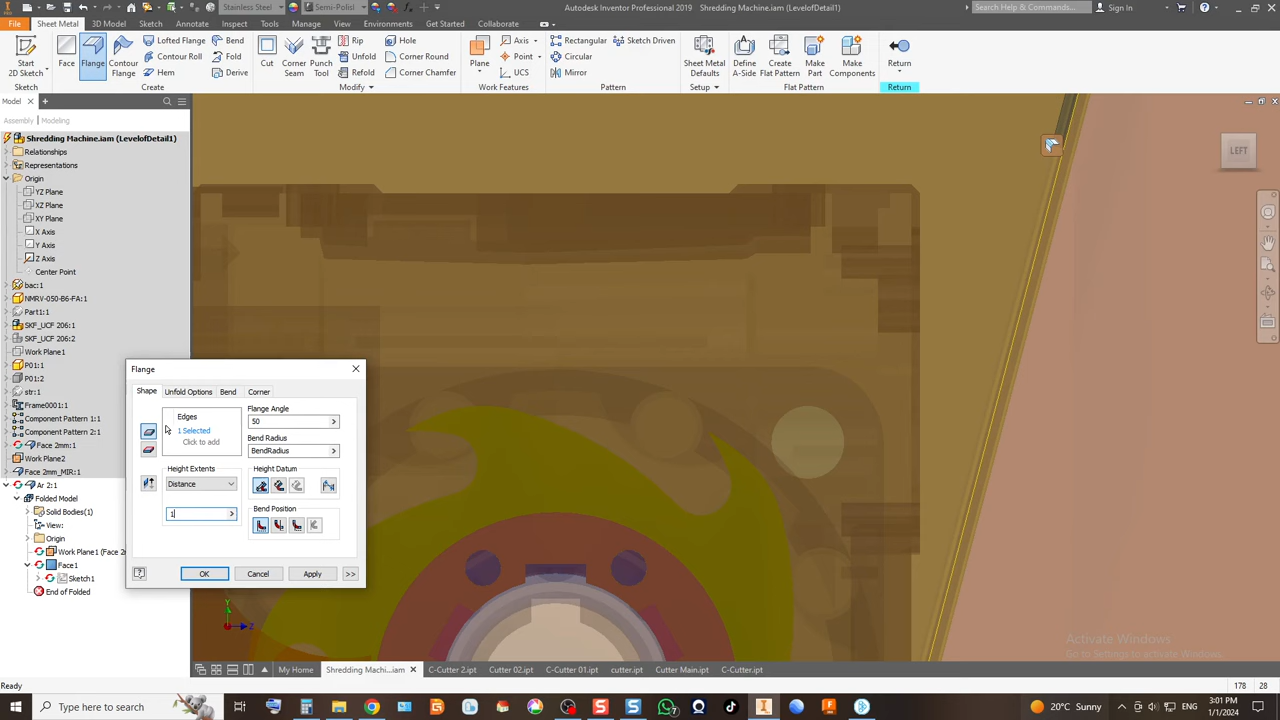 Stainless Steel
Semi-Polis
Autodesk Inventor Professional 2019
Shredding Machine.iam (LevelofDetail1)
Search Help & Commands...
Sign In
File
Sheet Metal
3D Model
Sketch
Annotate
Inspect
Tools
Manage
View
Environments
Get Started
Collaborate
Start
2D Sketch
Face
Flange
Contour
Flange
Lofted Flange
Contour Roll
Hem
Bend
Fold
Derive
Cut
Corner
Seam
Punch
Tool
Rip
Unfold
Refold
Hole
Corner Round
Corner Chamfer
Plane
Axis
Point
UCS
Rectangular
Circular
Mirror
Sketch Driven
Sheet Metal
Defaults
Define
A-Side
Create
Flat Pattern
Make
Part
Make
Components
Return
Sketch
Create
Modify
Work Features
Pattern
Setup
Flat Pattern
Return
Model
Assembly
Modeling
Shredding Machine.iam (LevelofDetail1)
Relationships
Representations
Origin
YZ Plane
XZ Plane
XY Plane
X Axis
Y Axis
Z Axis
Center Point
bac:1
NMRV-050-B6-FA:1
Part1:1
SKF_UCF 206:1
SKF_UCF 206:2
Work Plane1
P01:1
P01:2
str:1
Frame0001:1
Component Pattern 1:1
Component Pattern 2:1
Face 2mm:1
Work Plane2
Face 2mm_MIR:1
Ar 2:1
Folded Model
Solid Bodies(1)
View:
Origin
Work Plane1 (Face 2
Face1
Sketch1
End of Folded
Flange
Shape
Unfold Options
Bend
Corner
Edges
1 Selected
Click to add
Flange Angle
50
Bend Radius
BendRadius
Height Extents
Distance
1
Height Datum
Bend Position
OK
Cancel
Apply
>>
LEFT
Y
Z
Activate Windows
Go to Settings to activate Windows.
My Home
Shredding Machi...iam
C-Cutter 2.ipt
Cutter 02.ipt
C-Cutter 01.ipt
cutter.ipt
Cutter Main.ipt
C-Cutter.ipt
Ready
178
28
Type here to search
20°C Sunny
ENG
3:01 PM
1/1/2024